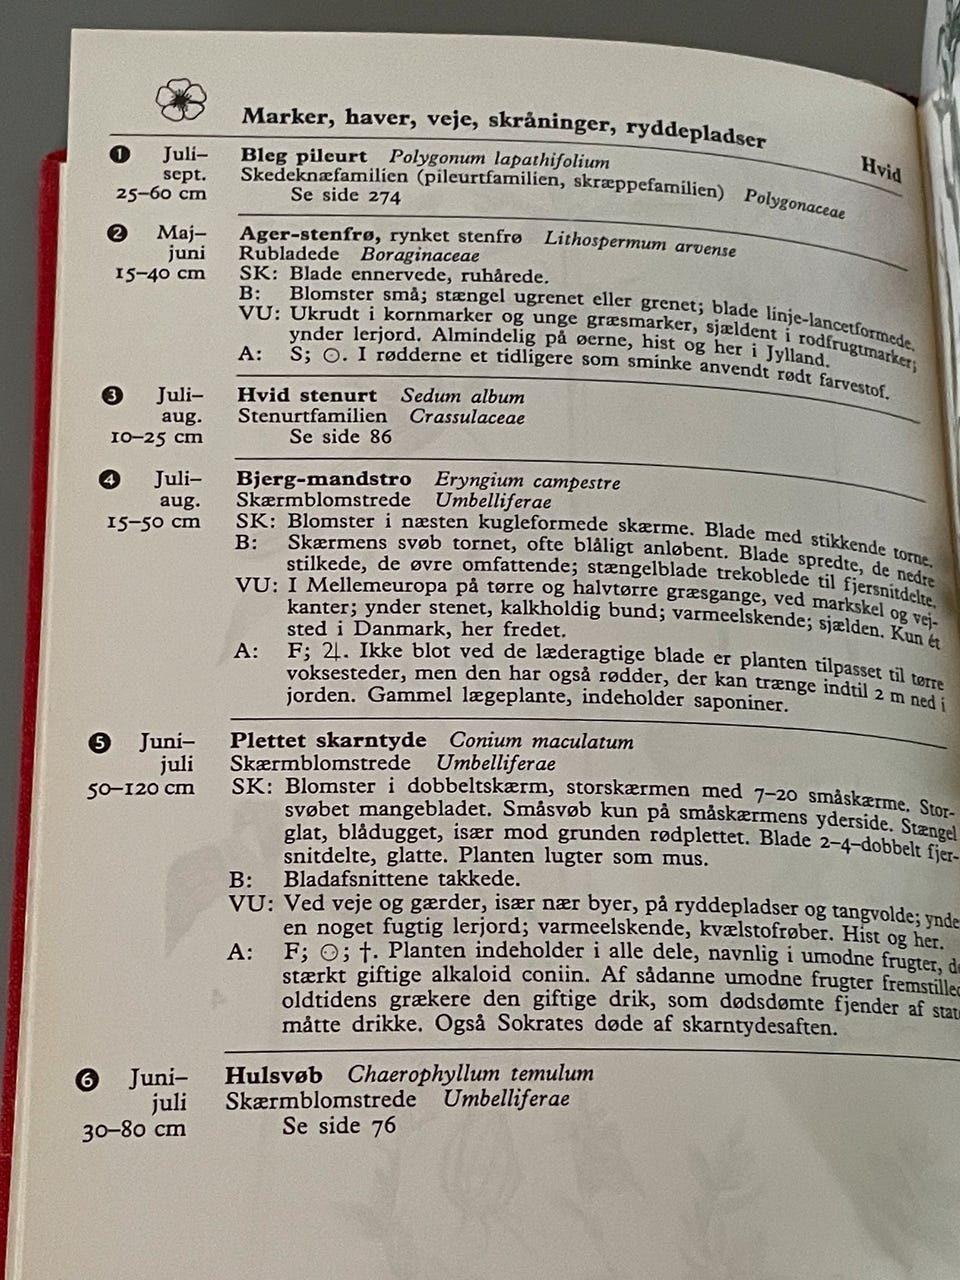 Marker, haver, veje, skråninger, ryddepladser
Hvid
❶ Juli– Bleg pileurt Polygonum lapathifolium
sept. Skedeknæfamilien (pileurtfamilien, skræppefamilien) Polygonaceae
25–60 cm Se side 274
❷ Maj– Ager-stenfrø, rynket stenfrø Lithospermum arvense
juni Rubladede Boraginaceae
15–40 cm SK: Blade ennervede, ruhårede.
B: Blomster små; stængel ugrenet eller grenet; blade linje-lancetformede.
VU: Ukrudt i kornmarker og unge græsmarker, sjældent i rodfrugtmarker;
ynder lerjord. Almindelig på øerne, hist og her i Jylland.
A: S; ⊙. I rødderne et tidligere som sminke anvendt rødt farvestof.
❸ Juli– Hvid stenurt Sedum album
aug. Stenurtfamilien Crassulaceae
10–25 cm Se side 86
❹ Juli– Bjerg-mandstro Eryngium campestre
aug. Skærmblomstrede Umbelliferae
15–50 cm SK: Blomster i næsten kugleformede skærme. Blade med stikkende torne.
B: Skærmens svøb tornet, ofte blåligt anløbent. Blade spredte, de nedre
stilkede, de øvre omfattende; stængelblade trekoblede til fjersnitdelte.
VU: I Mellemeuropa på tørre og halvtørre græsgange, ved markskel og vej-
kanter; ynder stenet, kalkholdig bund; varmeelskende; sjælden. Kun ét
sted i Danmark, her fredet.
A: F; ♃. Ikke blot ved de læderagtige blade er planten tilpasset til tørre
voksesteder, men den har også rødder, der kan trænge indtil 2 m ned i
jorden. Gammel lægeplante, indeholder saponiner.
❺ Juni– Plettet skarntyde Conium maculatum
juli Skærmblomstrede Umbelliferae
50–120 cm SK: Blomster i dobbeltskærm, storskærmen med 7–20 småskærme. Stor-
svøbet mangebladet. Småsvøb kun på småskærmens yderside. Stængel
glat, blådugget, især mod grunden rødplettet. Blade 2–4-dobbelt fjer-
snitdelte, glatte. Planten lugter som mus.
B: Bladafsnittene takkede.
VU: Ved veje og gærder, især nær byer, på ryddepladser og tangvolde; ynde
en noget fugtig lerjord; varmeelskende, kvælstofrøber. Hist og her.
A: F; ⊙; †. Planten indeholder i alle dele, navnlig i umodne frugter, de
stærkt giftige alkaloid coniin. Af sådanne umodne frugter fremstillec
oldtidens grækere den giftige drik, som dødsdømte fjender af stat
måtte drikke. Også Sokrates døde af skarntydesaften.
❻ Juni– Hulsvøb Chaerophyllum temulum
juli Skærmblomstrede Umbelliferae
30–80 cm Se side 76